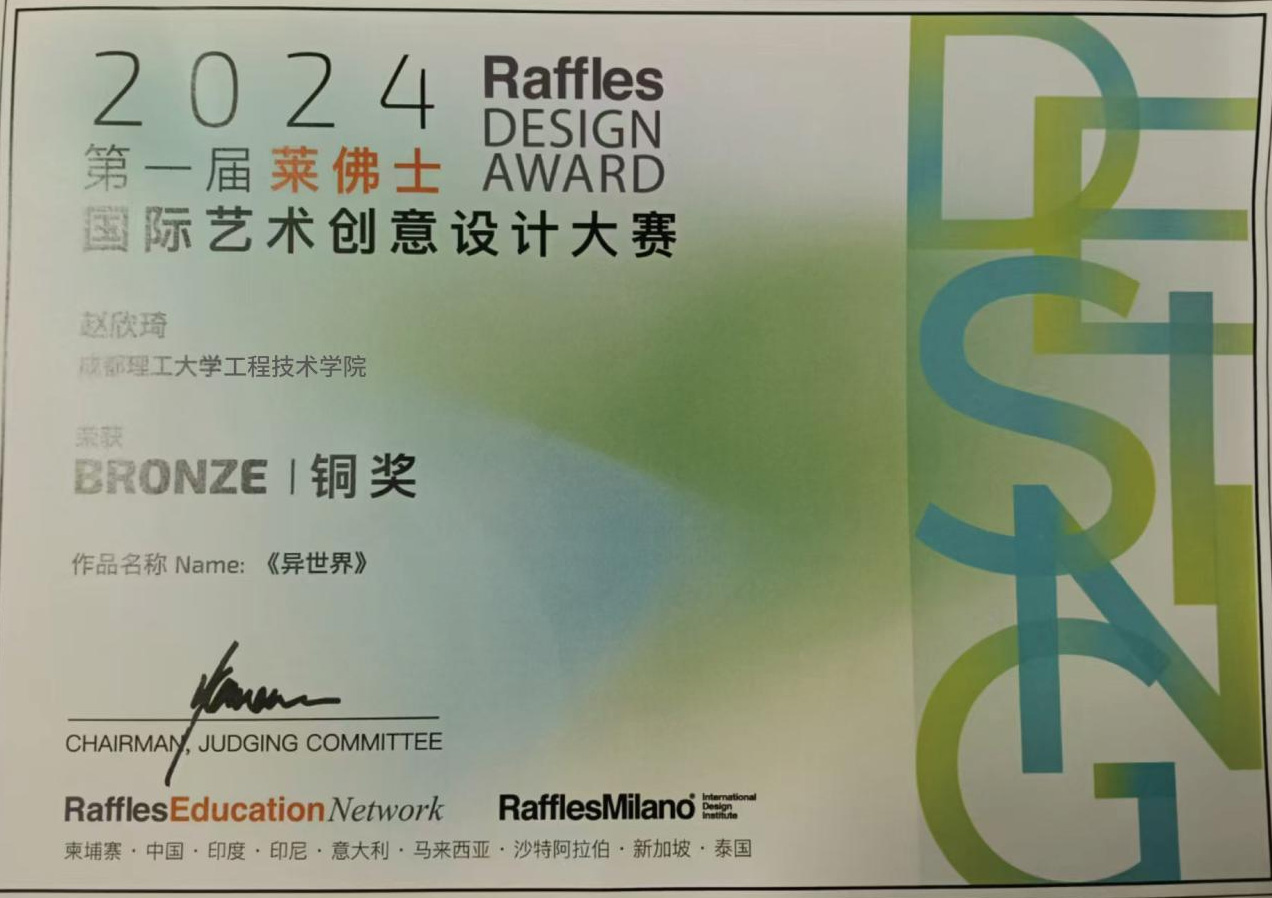 2024
Raffles
DESIGN
AWARD
第一届莱佛士
国际艺术创意设计大赛
赵欣琦
成都理工大学工程技术学院
荣获
BRONZE | 铜奖
作品名称 Name: 《异世界》
CHAIRMAN, JUDGING COMMITTEE
RafflesEducationNetwork
RafflesMilano® International Design Institute
柬埔寨 · 中国 · 印度 · 印尼 · 意大利 · 马来西亚 · 沙特阿拉伯 · 新加坡 · 泰国
DESIGN